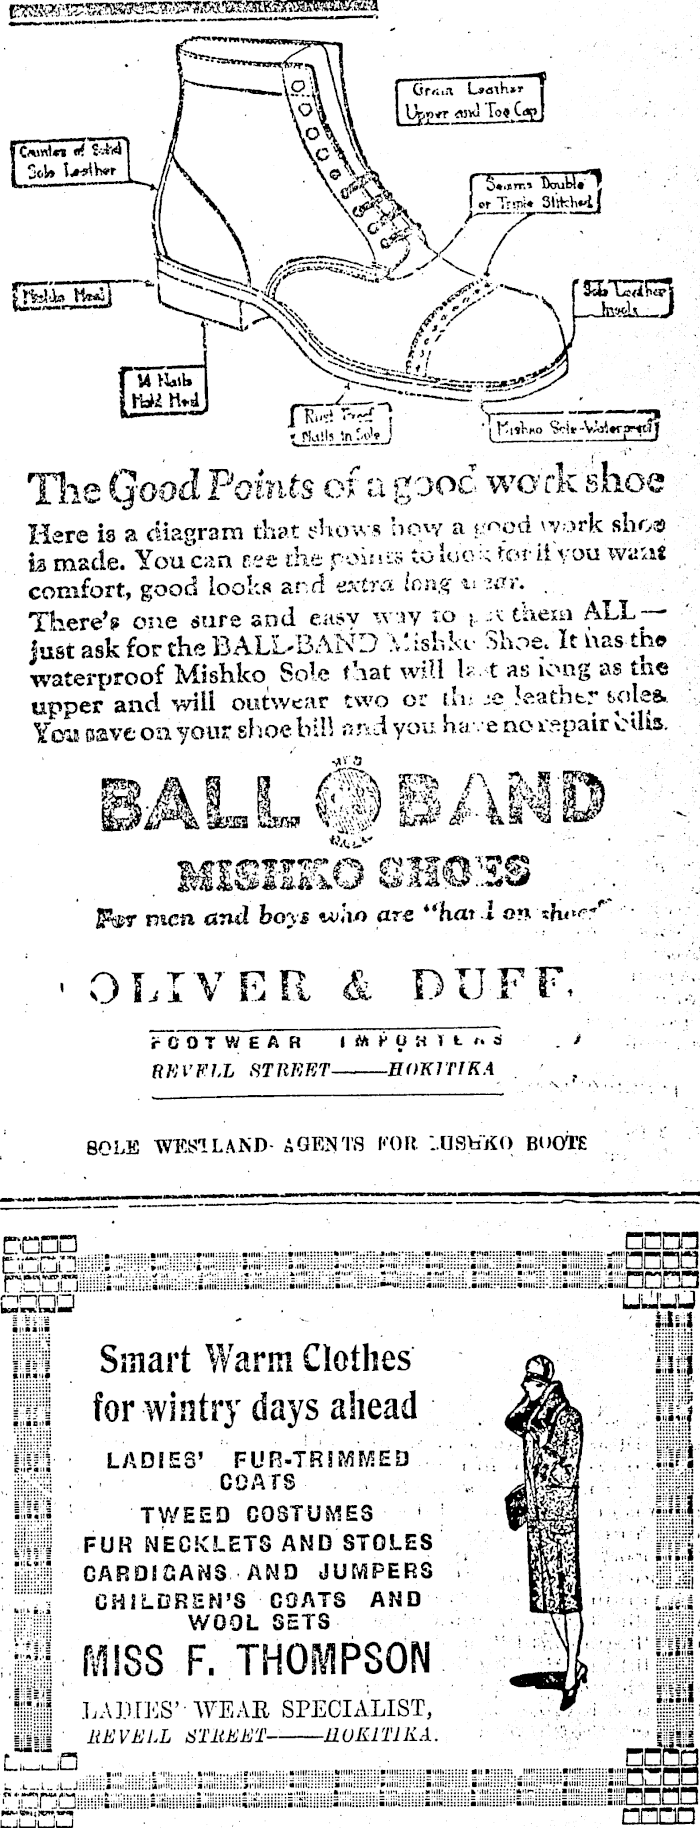 Grain Leather
Upper and Toe Cap
Counter of Solid
Sole Leather
Seams Double
or Triple Stitched
Mishko Heel
Sole Leather
Insole
14 Nails
Hold Heel
Rust Proof
Nails in Sole
Mishko Sole-Waterproof
The Good Points of a good work shoe
Here is a diagram that shows how a good work shoe
is made. You can see the points to look for if you want
comfort, good looks and extra long wear.
There's one sure and easy way to get them ALL—
just ask for the BALL-BAND Mishko Shoe. It has the
waterproof Mishko Sole that will last as long as the
upper and will outwear two or three leather soles.
You save on your shoe bill and you have no repair bills.
BALL BAND
MISHKO SHOES
For men and boys who are "hard on shoes"
OLIVER & DUFF,
FOOTWEAR IMPORTERS
REVELL STREET——HOKITIKA
SOLE WESTLAND AGENTS FOR MISHKO BOOTS
Smart Warm Clothes
for wintry days ahead
LADIES' FUR-TRIMMED
COATS
TWEED COSTUMES
FUR NECKLETS AND STOLES
CARDIGANS AND JUMPERS
CHILDREN'S COATS AND
WOOL SETS
MISS F. THOMPSON
LADIES' WEAR SPECIALIST,
REVELL STREET——HOKITIKA.